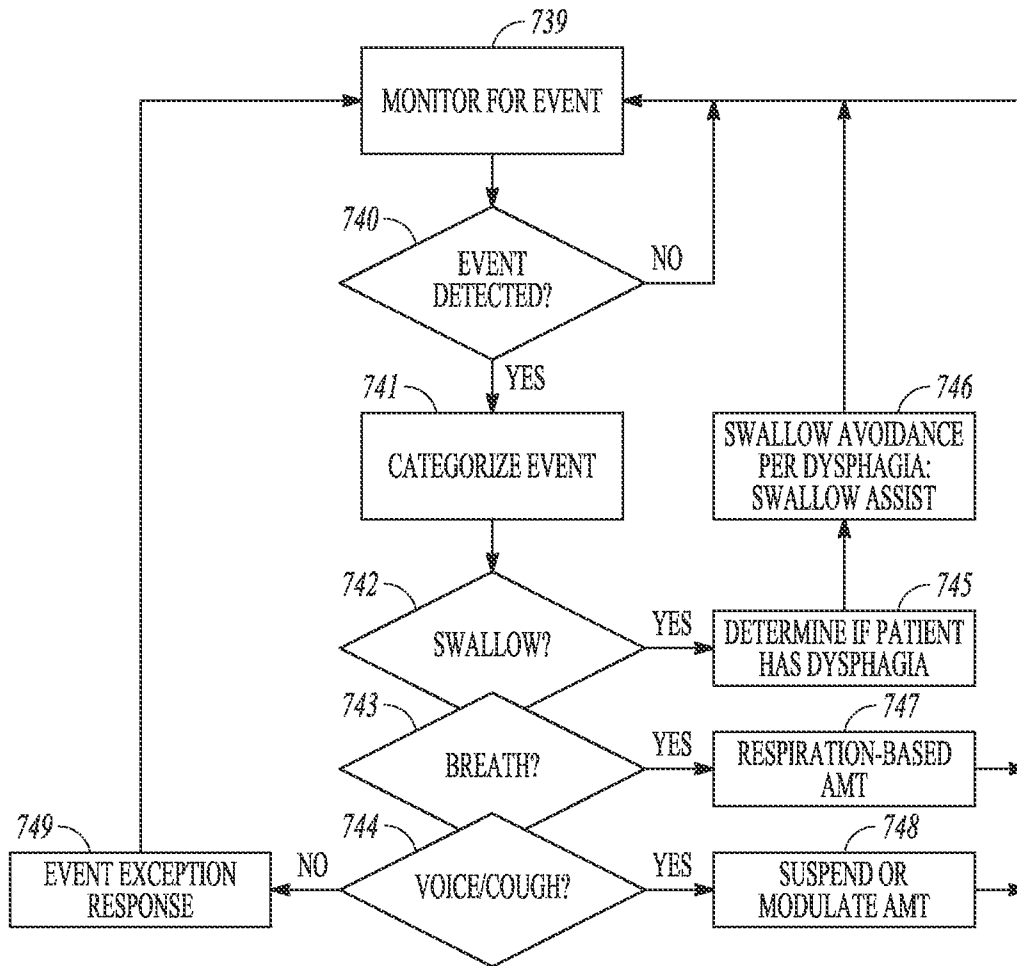 739
MONITOR FOR EVENT
740
EVENT
DETECTED?
NO
YES
741
CATEGORIZE EVENT
746
SWALLOW AVOIDANCE
PER DYSPHAGIA:
SWALLOW ASSIST
742
SWALLOW?
YES
745
DETERMINE IF PATIENT
HAS DYSPHAGIA
743
BREATH?
YES
747
RESPIRATION-BASED
AMT
744
VOICE/COUGH?
NO
749
EVENT EXCEPTION
RESPONSE
YES
748
SUSPEND OR
MODULATE AMT